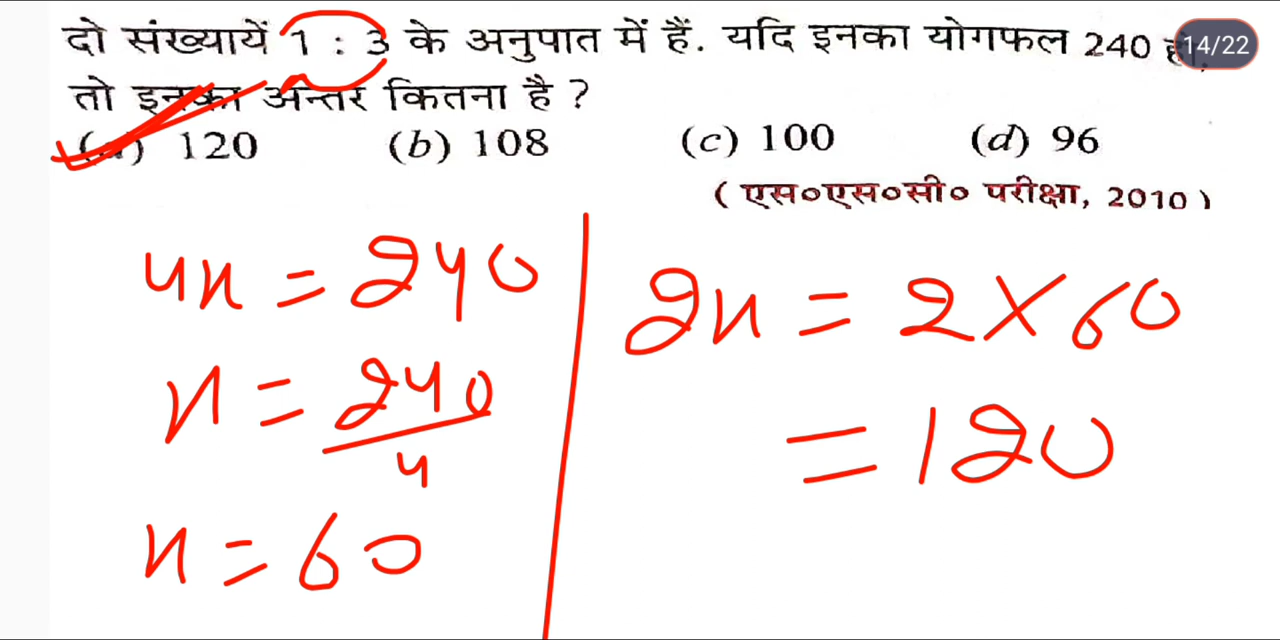 दो संख्यायें 1 : 3 के अनुपात में हैं. यदि इनका योगफल 240 हो,
14/22
तो इनका अन्तर कितना है ?
(a) 120 (b) 108 (c) 100 (d) 96
( एस०एस०सी० परीक्षा, 2010 )
4x = 240
x = 240/4
x = 60
2x = 2 × 60
= 120